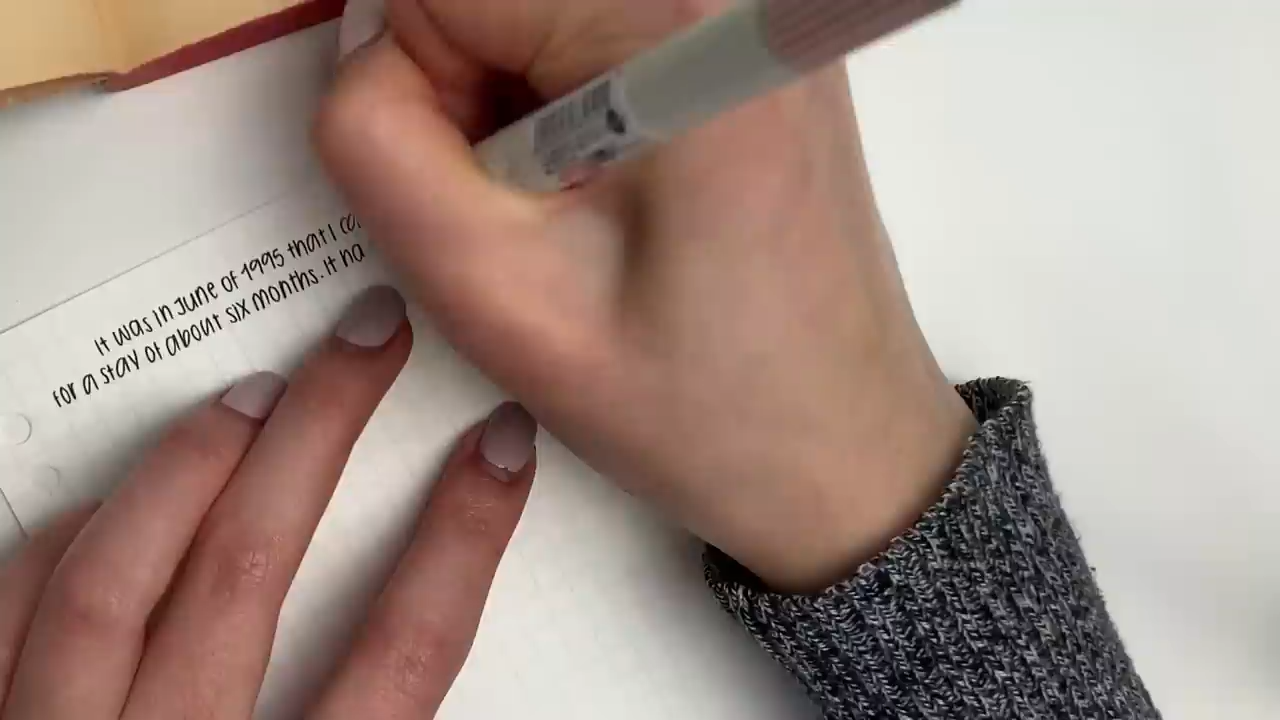 It was in June of 1995 that I
for a stay of about six months. It